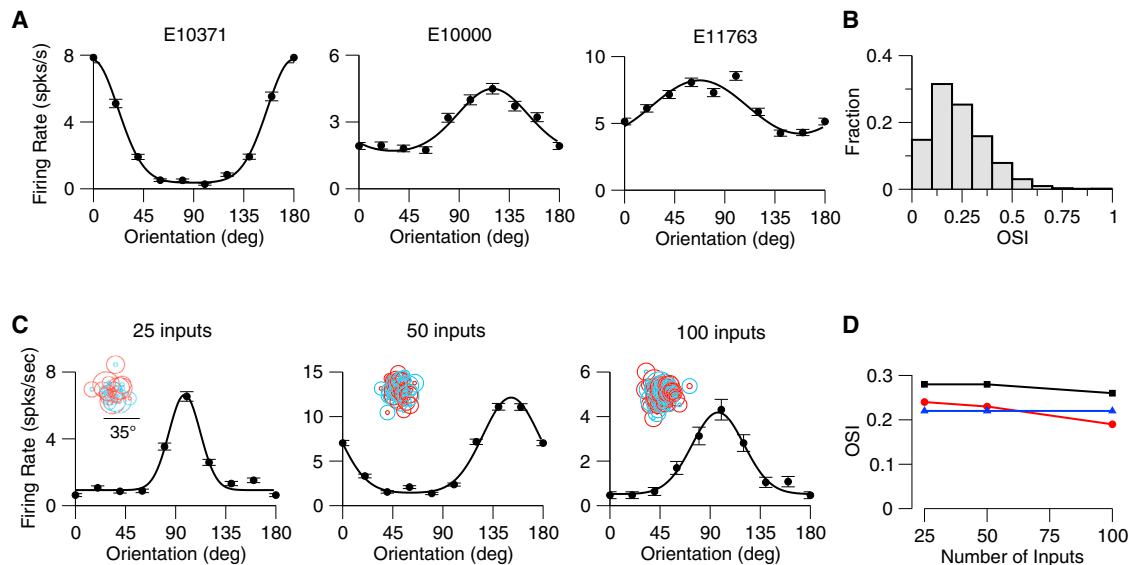 A
E10371
E10000
E11763
B
Firing Rate (spks/s)
8
4
0
0 45 90 135 180
Orientation (deg)
6
3
0
0 45 90 135 180
Orientation (deg)
10
5
0
0 45 90 135 180
Orientation (deg)
Fraction
0.4
0.2
0
0 0.25 0.5 0.75 1
OSI
C
25 inputs
50 inputs
100 inputs
D
Firing Rate (spks/sec)
8
4
0
35°
0 45 90 135 180
Orientation (deg)
15
10
5
0
0 45 90 135 180
Orientation (deg)
6
4
2
0
0 45 90 135 180
Orientation (deg)
OSI
0.3
0.2
0.1
0
25 50 75 100
Number of Inputs